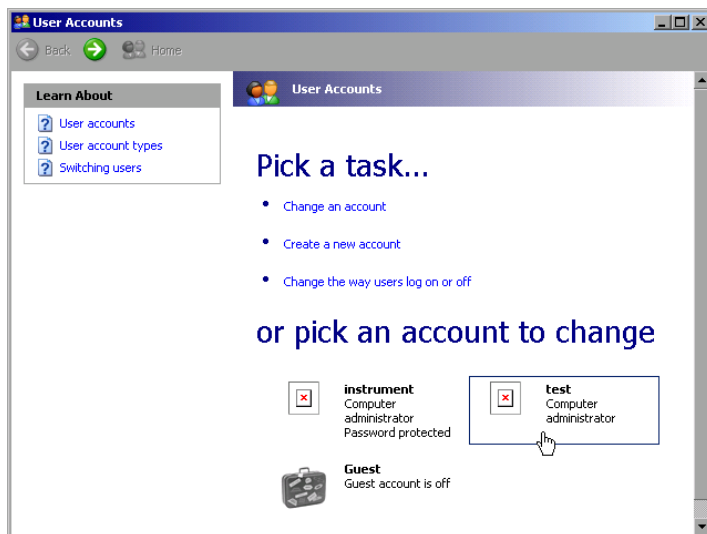 User Accounts
Back Home
Learn About
User accounts
User account types
Switching users
User Accounts
Pick a task...
Change an account
Create a new account
Change the way users log on or off
or pick an account to change
instrument
Computer
administrator
Password protected
test
Computer
administrator
Guest
Guest account is off